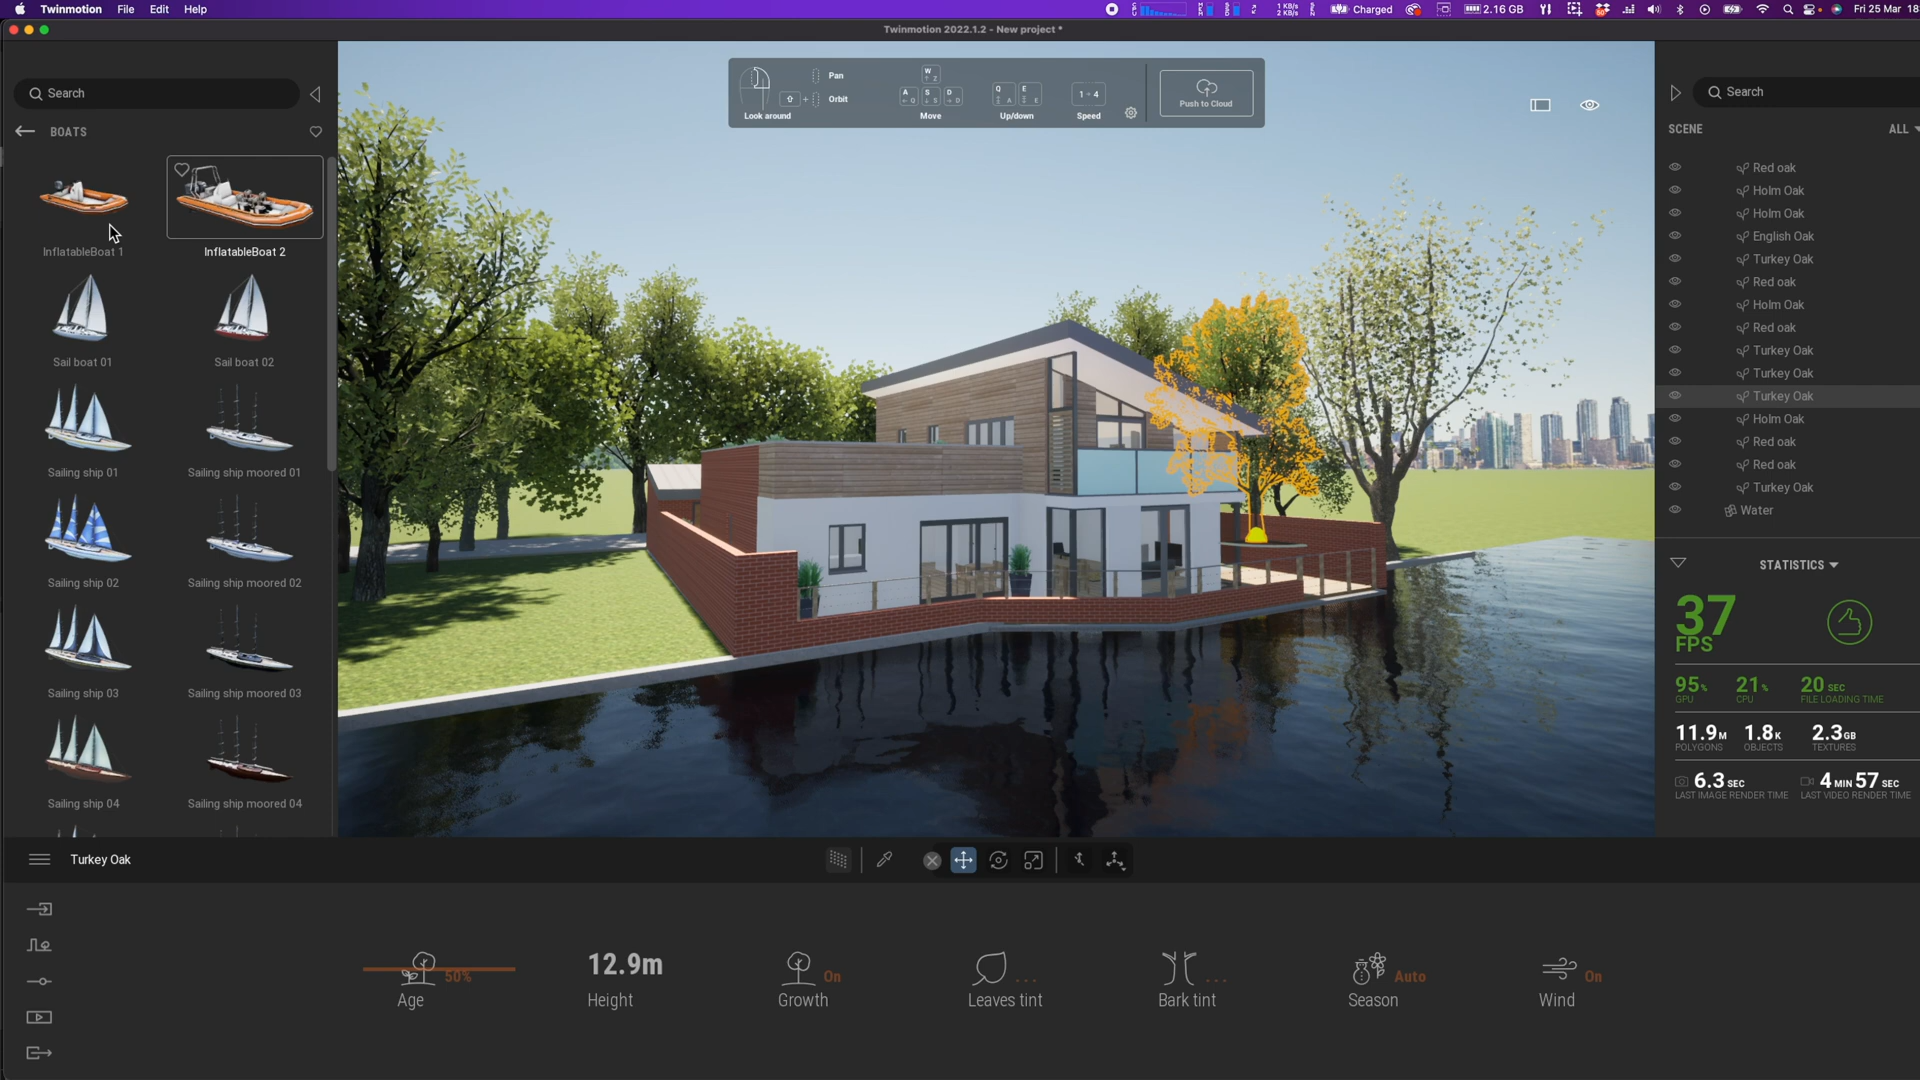 Twinmotion File Edit Help
1 KB/s
2 KB/s
Charged
2.16 GB
Fri 25 Mar 18
Twinmotion 2022.1.2 - New project *
Search
BOATS
InflatableBoat 1
InflatableBoat 2
Sail boat 01
Sail boat 02
Sailing ship 01
Sailing ship moored 01
Sailing ship 02
Sailing ship moored 02
Sailing ship 03
Sailing ship moored 03
Sailing ship 04
Sailing ship moored 04
Pan
Orbit
Look around
W
Z
A S D
Q S D
Move
Q E
A E
Up/down
1 - 4
Speed
Push to Cloud
Search
SCENE ALL
Red oak
Holm Oak
Holm Oak
English Oak
Turkey Oak
Red oak
Holm Oak
Red oak
Turkey Oak
Turkey Oak
Turkey Oak
Holm Oak
Red oak
Red oak
Turkey Oak
Water
STATISTICS
37
FPS
95% 21% 20 SEC
GPU CPU FILE LOADING TIME
11.9M 1.8K 2.3GB
POLYGONS OBJECTS TEXTURES
6.3 SEC 4 MIN 57 SEC
LAST IMAGE RENDER TIME LAST VIDEO RENDER TIME
Turkey Oak
50%
Age
12.9m
Height
On
Growth
...
Leaves tint
...
Bark tint
Auto
Season
On
Wind